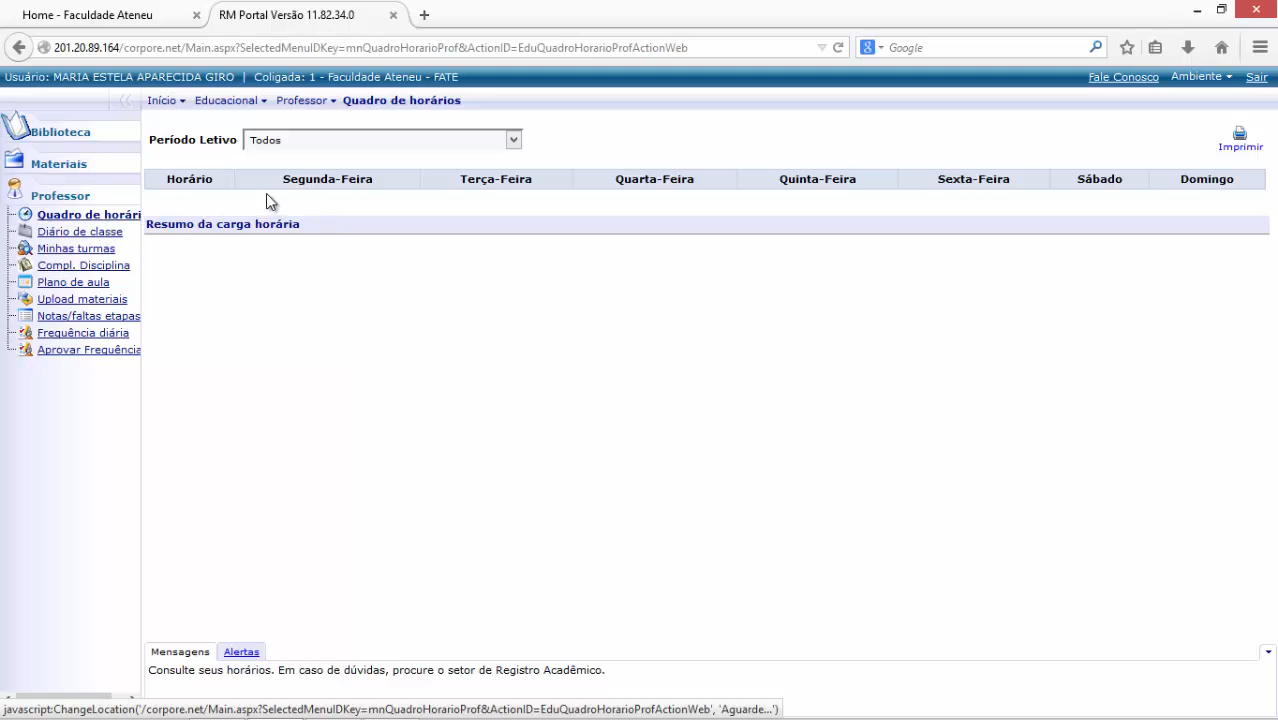 Home - Faculdade Ateneu
RM Portal Versão 11.82.34.0
201.20.89.164/corpore.net/Main.aspx?SelectedMenuIDKey=mnQuadroHorarioProf&ActionID=EduQuadroHorarioProfActionWeb
Google
Usuário: MARIA ESTELA APARECIDA GIRO | Coligada: 1 - Faculdade Ateneu - FATE
Fale Conosco Ambiente Sair
Início Educacional Professor Quadro de horários
Biblioteca
Materiais
Professor
Quadro de horári
Diário de classe
Minhas turmas
Compl. Disciplina
Plano de aula
Upload materiais
Notas/faltas etapas
Frequência diária
Aprovar Frequência
Período Letivo Todos
Imprimir
Horário Segunda-Feira Terça-Feira Quarta-Feira Quinta-Feira Sexta-Feira Sábado Domingo
Resumo da carga horária
Mensagens Alertas
Consulte seus horários. Em caso de dúvidas, procure o setor de Registro Acadêmico.
javascript:ChangeLocation('/corpore.net/Main.aspx?SelectedMenuIDKey=mnQuadroHorarioProf&ActionID=EduQuadroHorarioProfActionWeb', 'Aguarde...')